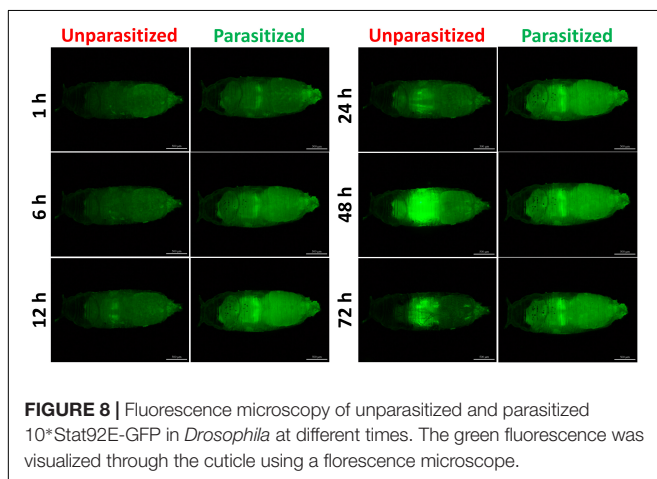 Unparasitized Parasitized Unparasitized Parasitized
1 h 24 h
6 h 48 h
12 h 72 h
FIGURE 8 | Fluorescence microscopy of unparasitized and parasitized
10*Stat92E-GFP in Drosophila at different times. The green fluorescence was
visualized through the cuticle using a florescence microscope.